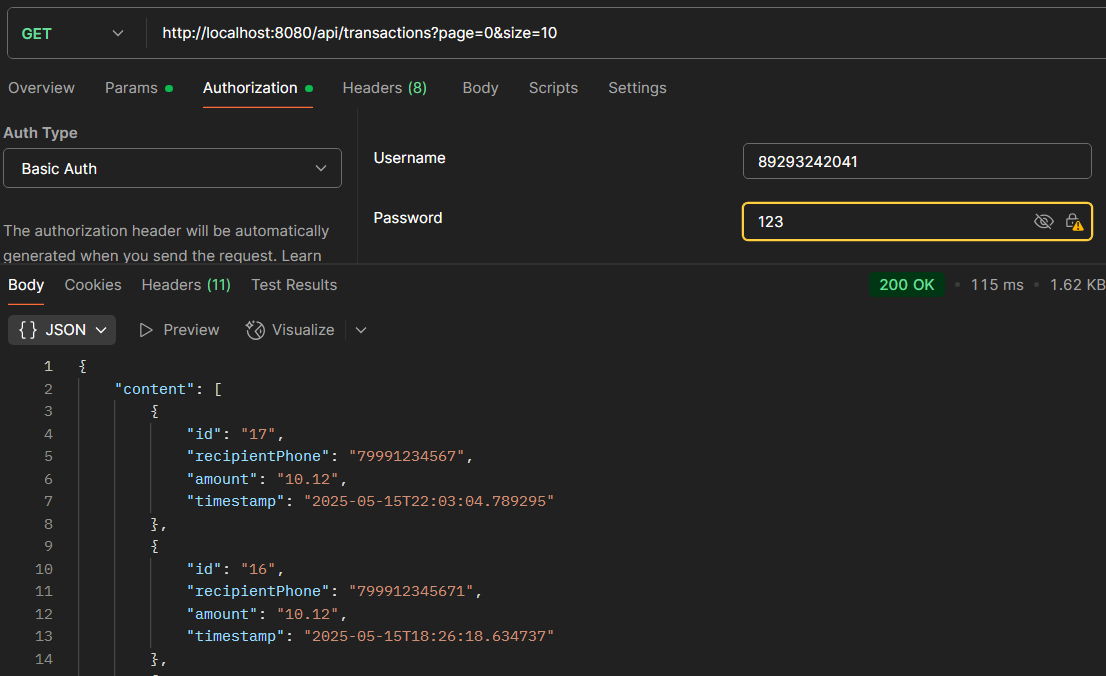 GET http://localhost:8080/api/transactions?page=0&size=10
Overview Params Authorization Headers (8) Body Scripts Settings
Auth Type
Basic Auth
The authorization header will be automatically
generated when you send the request. Learn
Username 89293242041
Password 123
Body Cookies Headers (11) Test Results 200 OK • 115 ms • 1.62 KB
{} JSON Preview Visualize
1 {
2 "content": [
3 {
4 "id": "17",
5 "recipientPhone": "79991234567",
6 "amount": "10.12",
7 "timestamp": "2025-05-15T22:03:04.789295"
8 },
9 {
10 "id": "16",
11 "recipientPhone": "799912345671",
12 "amount": "10.12",
13 "timestamp": "2025-05-15T18:26:18.634737"
14 },